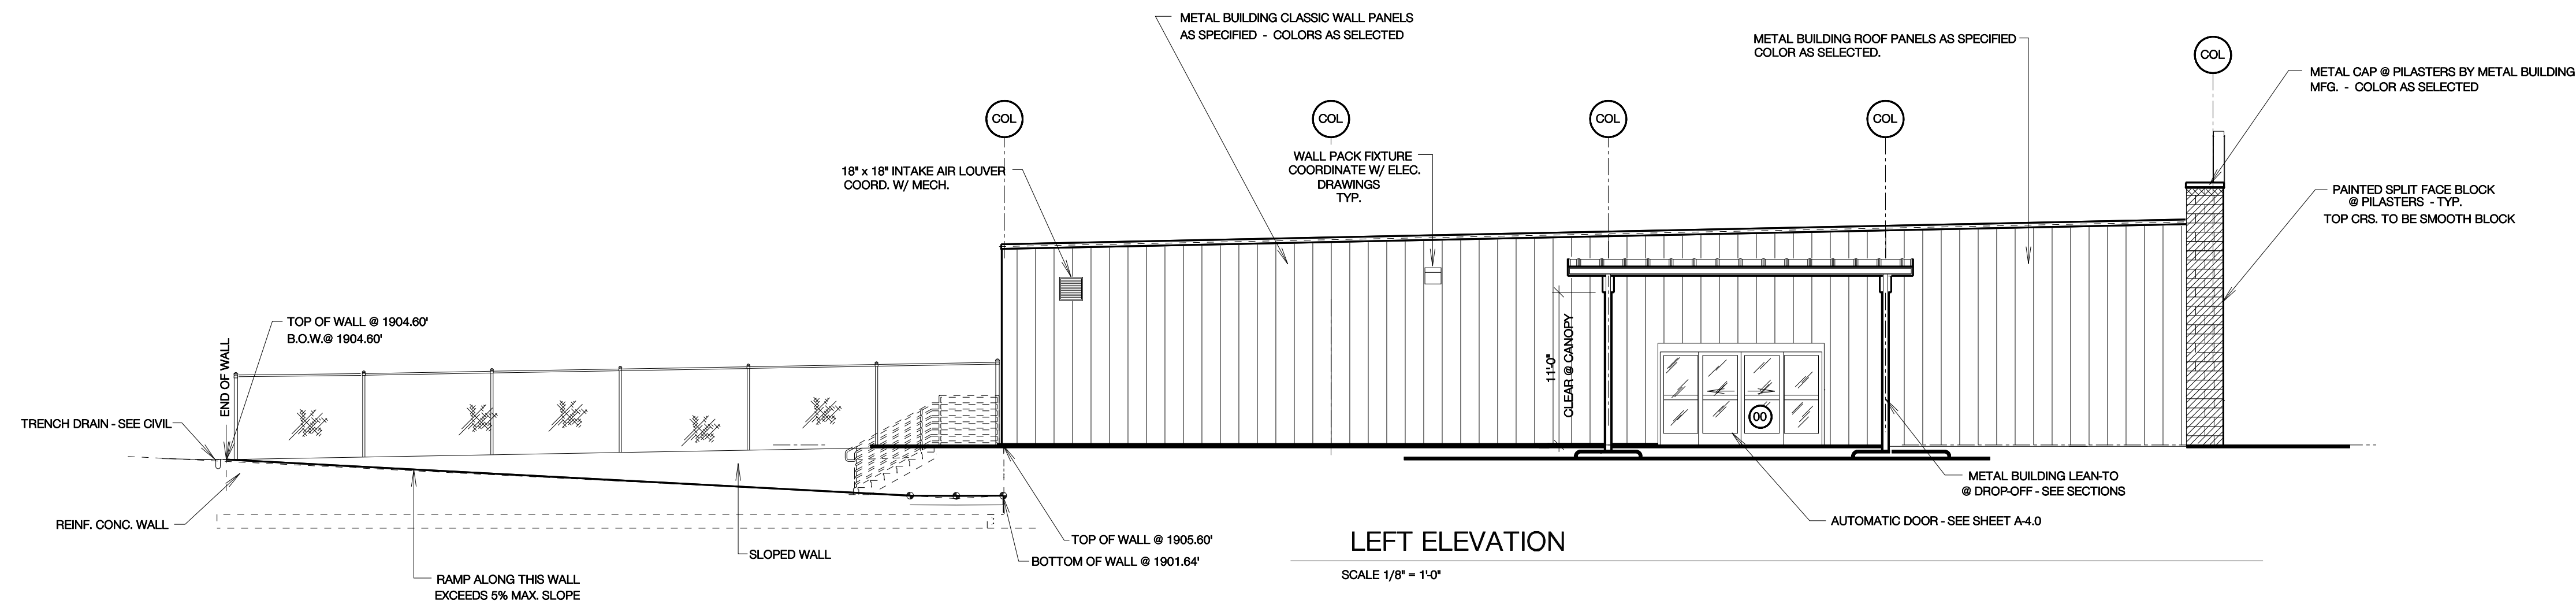 METAL BUILDING CLASSIC WALL PANELS
AS SPECIFIED - COLORS AS SELECTED
METAL BUILDING ROOF PANELS AS SPECIFIED
COLOR AS SELECTED.
COL
METAL CAP @ PILASTERS BY METAL BUILDING
MFG. - COLOR AS SELECTED
COL
COL
COL
COL
18" x 18" INTAKE AIR LOUVER
COORD. W/ MECH.
WALL PACK FIXTURE
COORDINATE W/ ELEC.
DRAWINGS
TYP.
PAINTED SPLIT FACE BLOCK
@ PILASTERS - TYP.
TOP CRS. TO BE SMOOTH BLOCK
TOP OF WALL @ 1904.60'
B.O.W.@ 1904.60'
END OF WALL
TRENCH DRAIN - SEE CIVIL
11'-0"
CLEAR @ CANOPY
00
METAL BUILDING LEAN-TO
@ DROP-OFF - SEE SECTIONS
REINF. CONC. WALL
AUTOMATIC DOOR - SEE SHEET A-4.0
TOP OF WALL @ 1905.60'
SLOPED WALL
BOTTOM OF WALL @ 1901.64'
RAMP ALONG THIS WALL
EXCEEDS 5% MAX. SLOPE
LEFT ELEVATION
SCALE 1/8" = 1'-0"